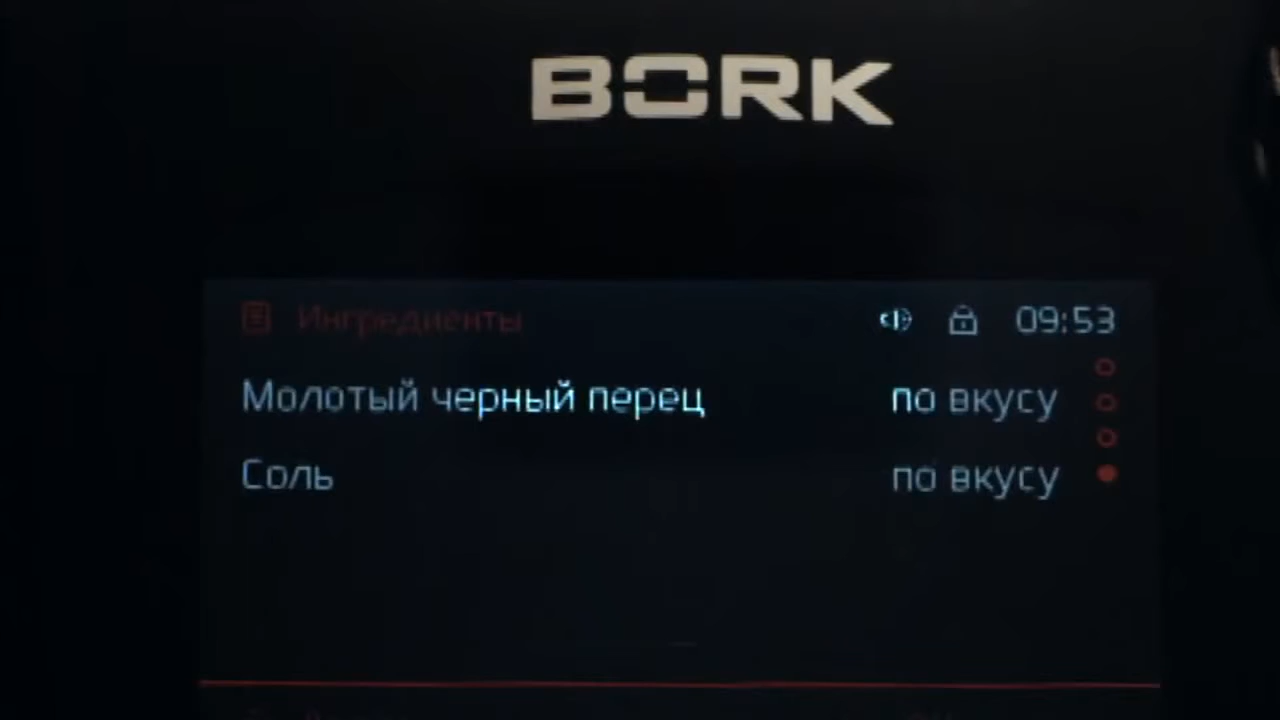 BORK
Ингредиенты 09:53
Молотый черный перец по вкусу
Соль по вкусу